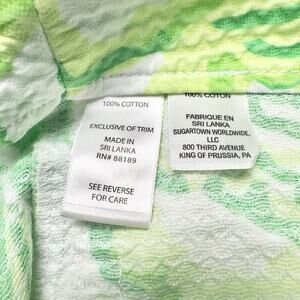 100% COTTON
EXCLUSIVE OF TRIM
MADE IN
SRI LANKA
RN# 88189
SEE REVERSE
FOR CARE
100% COTON
FABRIQUE EN
SRI LANKA
SUGARTOWN WORLDWIDE,
LLC
800 THIRD AVENUE
KING OF PRUSSIA, PA